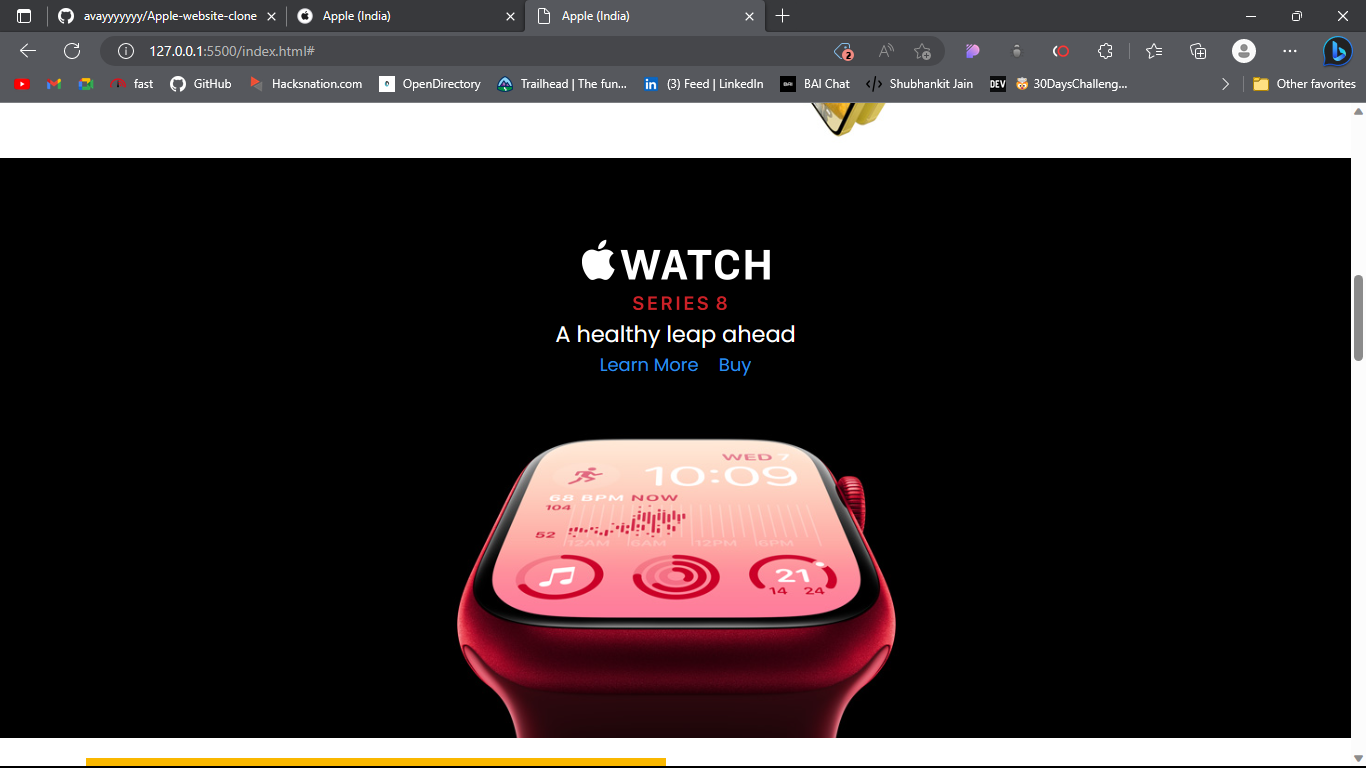 avayyyyyyy/Apple-website-clone
Apple (India)
Apple (India)
127.0.0.1:5500/index.html#
2
fast
GitHub
Hacksnation.com
OpenDirectory
Trailhead | The fun...
(3) Feed | LinkedIn
BAI Chat
Shubhankit Jain
DEV
30DaysChalleng...
Other favorites
WATCH
SERIES 8
A healthy leap ahead
Learn More Buy
WED 7
10:09
68 BPM NOW
104
52
12AM 6AM 12PM 6PM
21
14 24